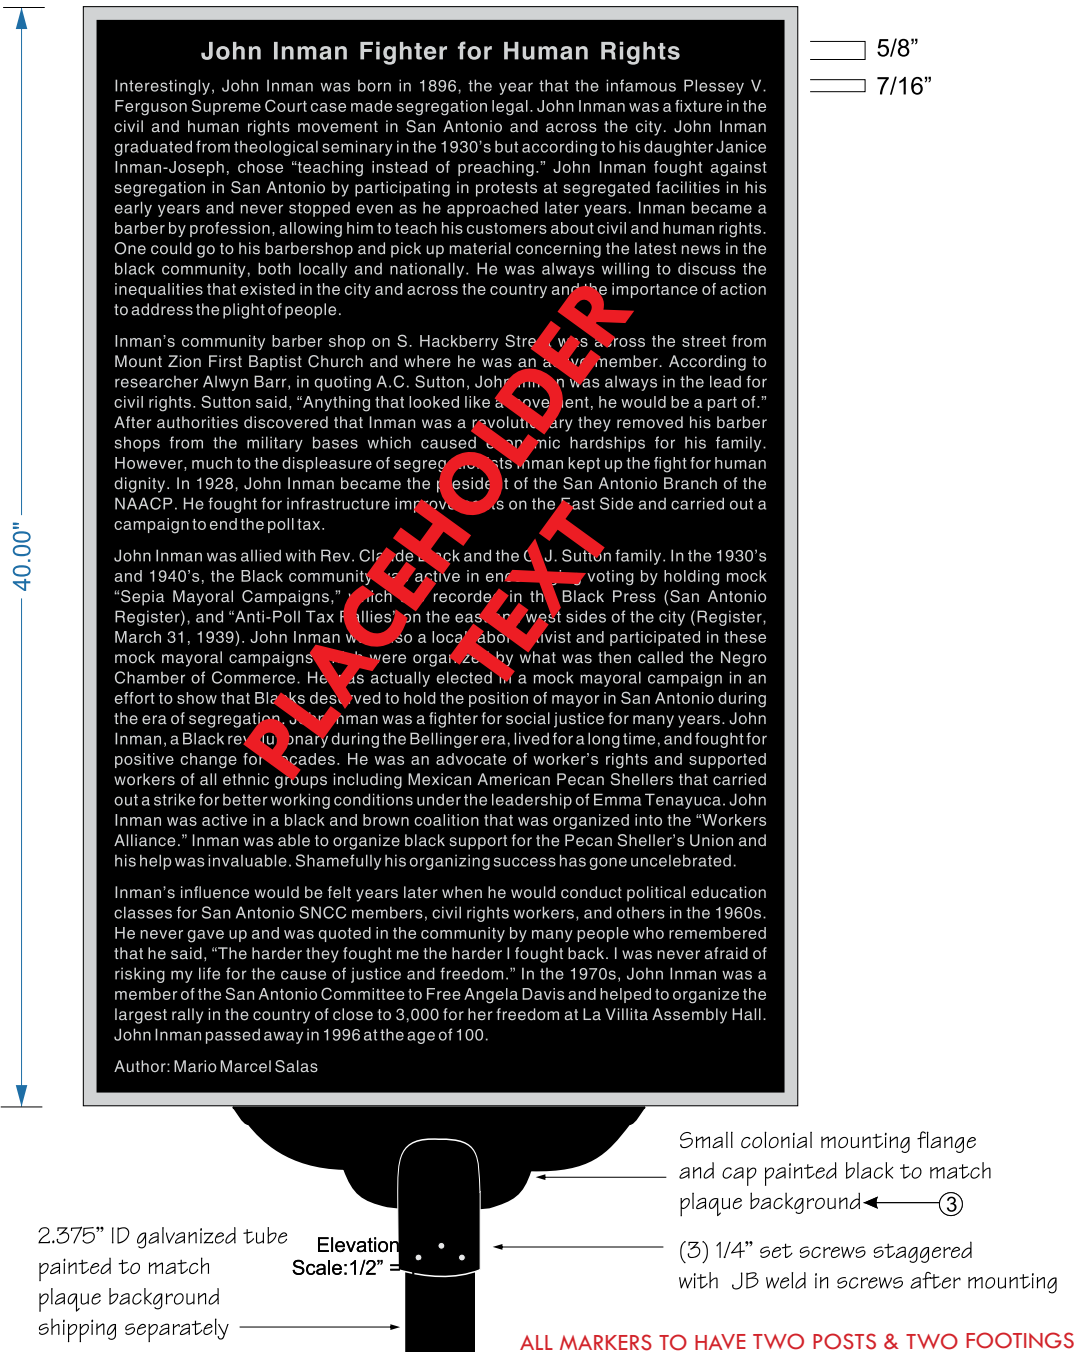 John Inman Fighter for Human Rights
Interestingly, John Inman was born in 1896, the year that the infamous Plessey V.
Ferguson Supreme Court case made segregation legal. John Inman was a fixture in the
civil and human rights movement in San Antonio and across the city. John Inman
graduated from theological seminary in the 1930's but according to his daughter Janice
Inman-Joseph, chose “teaching instead of preaching.” John Inman fought against
segregation in San Antonio by participating in protests at segregated facilities in his
early years and never stopped even as he approached later years. Inman became a
barber by profession, allowing him to teach his customers about civil and human rights.
One could go to his barbershop and pick up material concerning the latest news in the
black community, both locally and nationally. He was always willing to discuss the
inequalities that existed in the city and across the country and the importance of action
to address the plight of people.
Inman's community barber shop on S. Hackberry Street was across the street from
Mount Zion First Baptist Church and where he was an active member. According to
researcher Alwyn Barr, in quoting A.C. Sutton, John Inman was always in the lead for
civil rights. Sutton said, “Anything that looked like a movement, he would be a part of.”
After authorities discovered that Inman was a revolutionary they removed his barber
shops from the military bases which caused economic hardships for his family.
However, much to the displeasure of segregationists Inman kept up the fight for human
dignity. In 1928, John Inman became the president of the San Antonio Branch of the
NAACP. He fought for infrastructure improvements on the East Side and carried out a
campaign to end the poll tax.
John Inman was allied with Rev. Claude Black and the G. J. Sutton family. In the 1930's
and 1940's, the Black community was active in encouraging voting by holding mock
“Sepia Mayoral Campaigns,” which recorded in the Black Press (San Antonio
Register), and “Anti-Poll Tax Rallies” on the east and west sides of the city (Register,
March 31, 1939). John Inman was also a local labor activist and participated in these
mock mayoral campaigns which were organized by what was then called the Negro
Chamber of Commerce. He was actually elected in a mock mayoral campaign in an
effort to show that Blacks deserved to hold the position of mayor in San Antonio during
the era of segregation. John Inman was a fighter for social justice for many years. John
Inman, a Black revolutionary during the Bellinger era, lived for a long time, and fought for
positive change for decades. He was an advocate of worker's rights and supported
workers of all ethnic groups including Mexican American Pecan Shellers that carried
out a strike for better working conditions under the leadership of Emma Tenayuca. John
Inman was active in a black and brown coalition that was organized into the “Workers
Alliance.” Inman was able to organize black support for the Pecan Sheller's Union and
his help was invaluable. Shamefully his organizing success has gone uncelebrated.
Inman's influence would be felt years later when he would conduct political education
classes for San Antonio SNCC members, civil rights workers, and others in the 1960s.
He never gave up and was quoted in the community by many people who remembered
that he said, “The harder they fought me the harder I fought back. I was never afraid of
risking my life for the cause of justice and freedom.” In the 1970s, John Inman was a
member of the San Antonio Committee to Free Angela Davis and helped to organize the
largest rally in the country of close to 3,000 for her freedom at La Villita Assembly Hall.
John Inman passed away in 1996 at the age of 100.
Author: Mario Marcel Salas
PLACEHOLDER
TEXT
5/8”
7/16”
40.00"
Small colonial mounting flange
and cap painted black to match
plaque background
3
2.375” ID galvanized tube
painted to match
plaque background
shipping separately
Elevation
Scale:1/2” =
(3) 1/4” set screws staggered
with JB weld in screws after mounting
ALL MARKERS TO HAVE TWO POSTS & TWO FOOTINGS